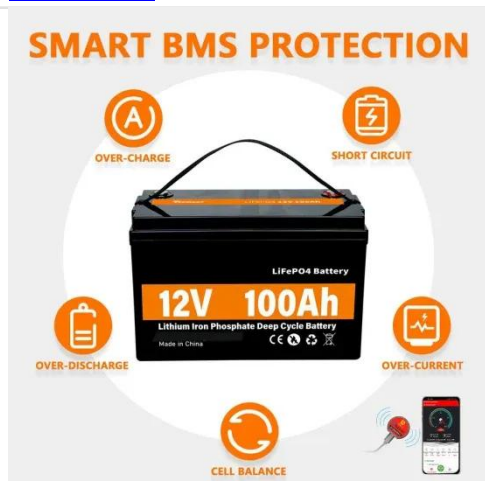 SMART BMS PROTECTION
OVER-CHARGE
SHORT CIRCUIT
LiFePO4 Battery
12V 100Ah
Lithium Iron Phosphate Deep Cycle Battery
Made in China
CE
OVER-DISCHARGE
OVER-CURRENT
CELL BALANCE